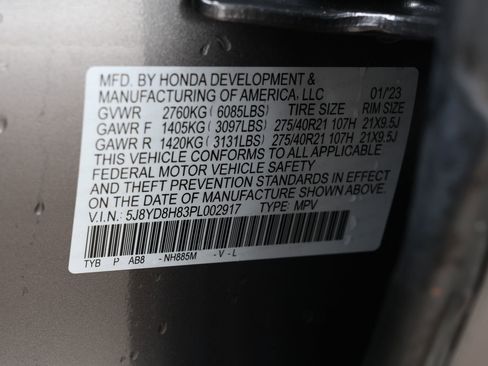 MFD. BY HONDA DEVELOPMENT &
MANUFACTURING OF AMERICA, LLC 01/'23
GVWR 2760KG ( 6085LBS) TIRE SIZE RIM SIZE
GAWR F 1405KG ( 3097LBS) 275/40R21 107H 21X9.5J
GAWR R 1420KG ( 3131LBS) 275/40R21 107H 21X9.5J
THIS VEHICLE CONFORMS TO ALL APPLICABLE
FEDERAL MOTOR VEHICLE SAFETY
AND THEFT PREVENTION STANDARDS IN EFFECT
ON THE DATE OF MANUFACTURE SHOWN ABOVE.
V.I.N.: 5J8YD8H83PL002917 TYPE: MPV
TYB P AB8 - NH885M - V - L